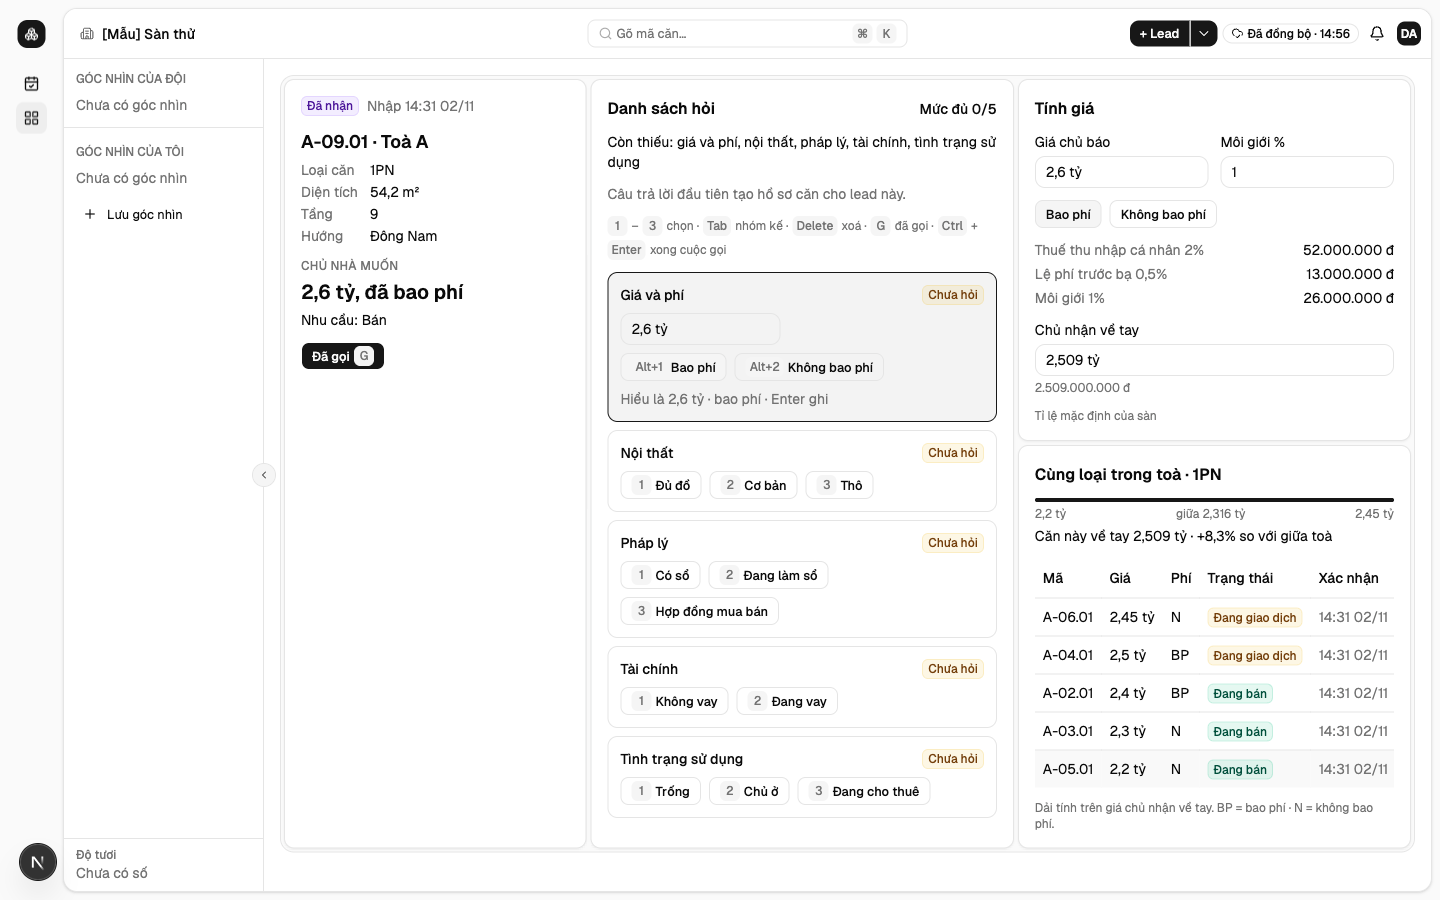 [Mẫu] Sàn thử
Gõ mã căn…
⌘ K
+ Lead
Đã đồng bộ · 14:56
DA
GÓC NHÌN CỦA ĐỘI
Chưa có góc nhìn
GÓC NHÌN CỦA TÔI
Chưa có góc nhìn
+ Lưu góc nhìn
Độ tươi
Chưa có số
N
Đã nhận Nhập 14:31 02/11
A-09.01 · Toà A
Loại căn 1PN
Diện tích 54,2 m²
Tầng 9
Hướng Đông Nam
CHỦ NHÀ MUỐN
2,6 tỷ, đã bao phí
Nhu cầu: Bán
Đã gọi G
Danh sách hỏi Mức đủ 0/5
Còn thiếu: giá và phí, nội thất, pháp lý, tài chính, tình trạng sử
dụng
Câu trả lời đầu tiên tạo hồ sơ căn cho lead này.
1 – 3 chọn · Tab nhóm kế · Delete xoá · G đã gọi · Ctrl +
Enter xong cuộc gọi
Giá và phí Chưa hỏi
2,6 tỷ
Alt+1 Bao phí Alt+2 Không bao phí
Hiểu là 2,6 tỷ · bao phí · Enter ghi
Nội thất Chưa hỏi
1 Đủ đồ 2 Cơ bản 3 Thô
Pháp lý Chưa hỏi
1 Có sổ 2 Đang làm sổ
3 Hợp đồng mua bán
Tài chính Chưa hỏi
1 Không vay 2 Đang vay
Tình trạng sử dụng Chưa hỏi
1 Trống 2 Chủ ở 3 Đang cho thuê
Tính giá
Giá chủ báo Môi giới %
2,6 tỷ 1
Bao phí Không bao phí
Thuế thu nhập cá nhân 2% 52.000.000 đ
Lệ phí trước bạ 0,5% 13.000.000 đ
Môi giới 1% 26.000.000 đ
Chủ nhận về tay
2,509 tỷ
2.509.000.000 đ
Tỉ lệ mặc định của sàn
Cùng loại trong toà · 1PN
2,2 tỷ giữa 2,316 tỷ 2,45 tỷ
Căn này về tay 2,509 tỷ · +8,3% so với giữa toà
Mã Giá Phí Trạng thái Xác nhận
A-06.01 2,45 tỷ N Đang giao dịch 14:31 02/11
A-04.01 2,5 tỷ BP Đang giao dịch 14:31 02/11
A-02.01 2,4 tỷ BP Đang bán 14:31 02/11
A-03.01 2,3 tỷ N Đang bán 14:31 02/11
A-05.01 2,2 tỷ N Đang bán 14:31 02/11
Dải tính trên giá chủ nhận về tay. BP = bao phí · N = không bao
phí.